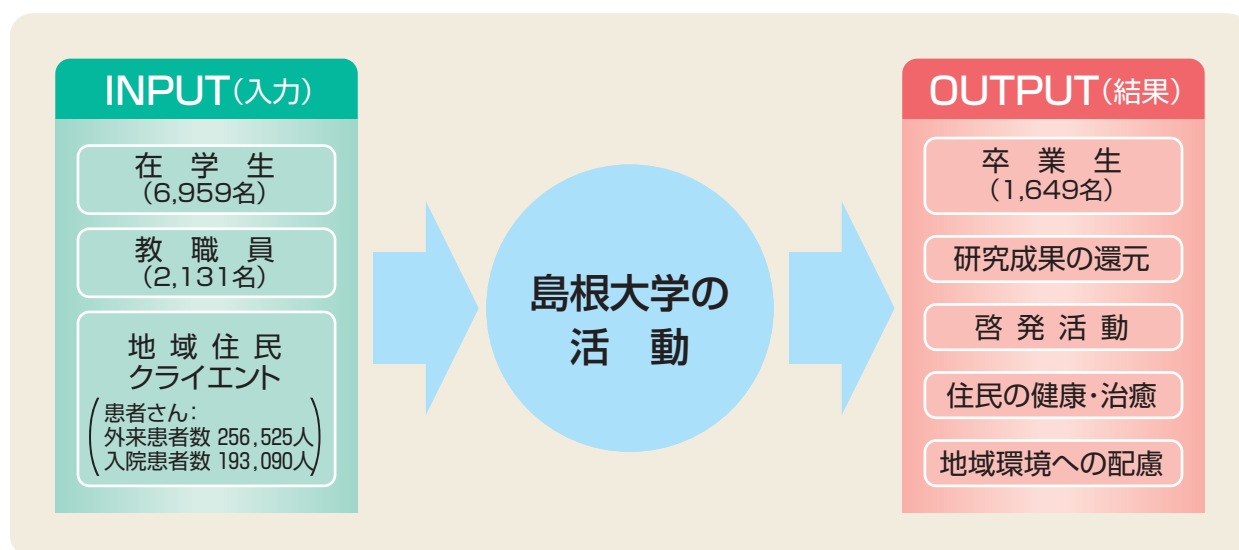 INPUT(入力)
在学生
(6,959名)
教職員
(2,131名)
地域住民
クライエント
(患者さん:
外来患者数 256,525人
入院患者数 193,090人)
島根大学の
活動
OUTPUT(結果)
卒業生
(1,649名)
研究成果の還元
啓発活動
住民の健康・治癒
地域環境への配慮